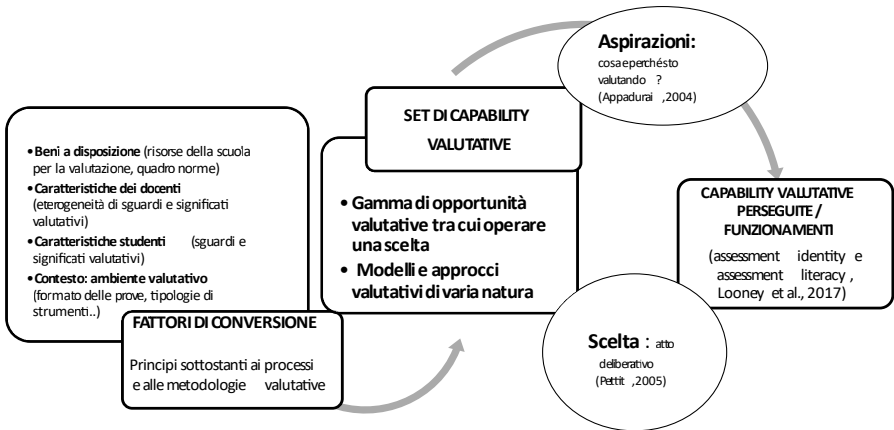 • Beni a disposizione (risorse della scuola
per la valutazione, quadro norme)
• Caratteristiche dei docenti
(eterogeneità di sguardi e significati
valutativi)
• Caratteristiche studenti (sguardi e
significati valutativi)
• Contesto: ambiente valutativo
(formato delle prove, tipologie di
strumenti..)
FATTORI DI CONVERSIONE
Principi sottostanti ai processi
e alle metodologie valutative
SET DI CAPABILITY
VALUTATIVE
• Gamma di opportunità
valutative tra cui operare
una scelta
• Modelli e approcci
valutativi di varia natura
Aspirazioni:
cosa e perché sto
valutando ?
(Appadurai ,2004)
Scelta : atto
deliberativo
(Pettit ,2005)
CAPABILITY VALUTATIVE
PERSEGUITE /
FUNZIONAMENTI
(assessment identity e
assessment literacy ,
Looney et al., 2017)